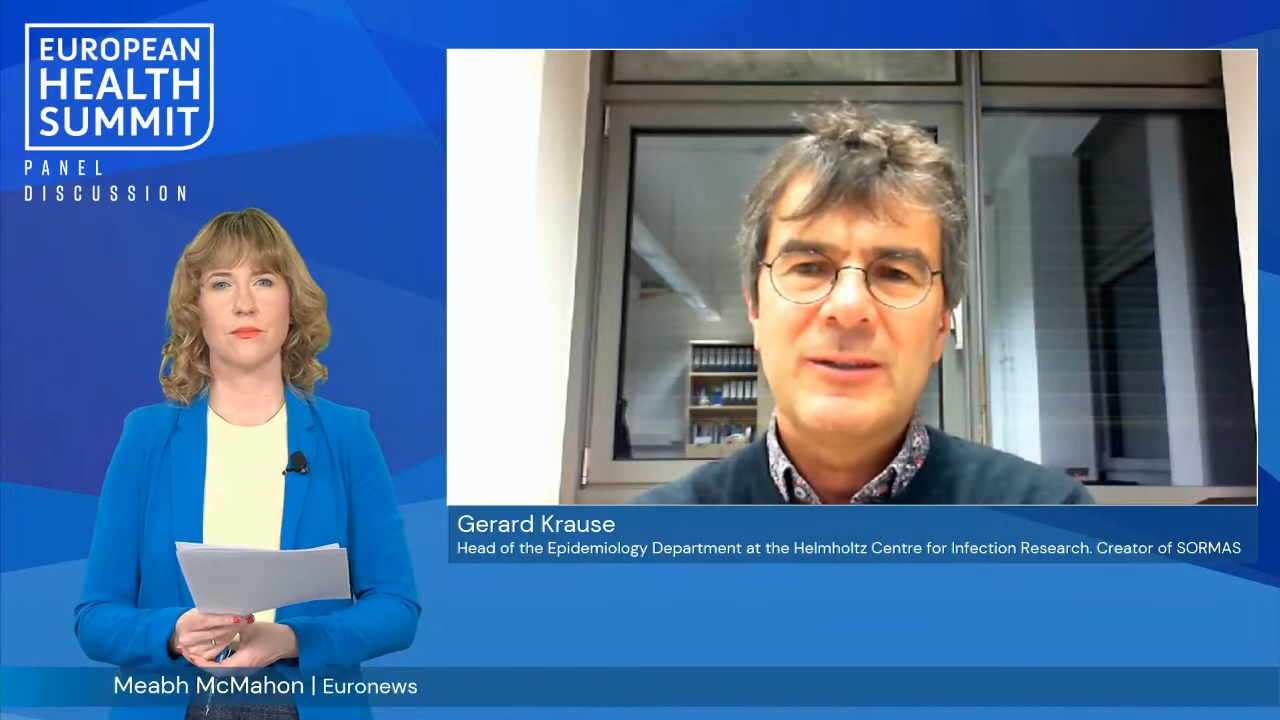 EUROPEAN
HEALTH
SUMMIT
PANEL
DISCUSSION
Gerard Krause
Head of the Epidemiology Department at the Helmholtz Centre for Infection Research. Creator of SORMAS
Meabh McMahon | Euronews